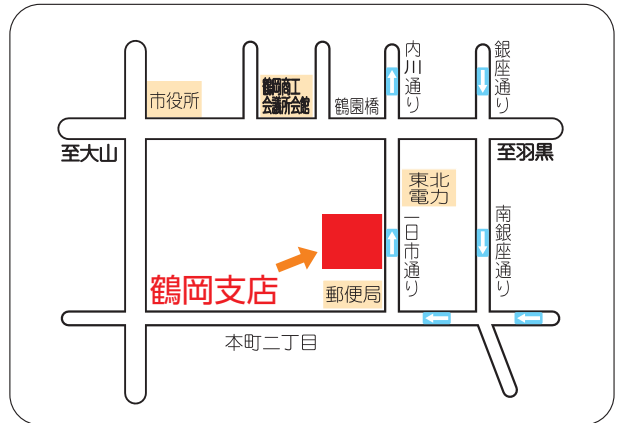 市役所
鶴岡商工
会議所会館
鶴園橋
内川通り
銀座通り
至大山
至羽黒
東北
電力
一日市通り
南銀座通り
鶴岡支店
郵便局
本町二丁目